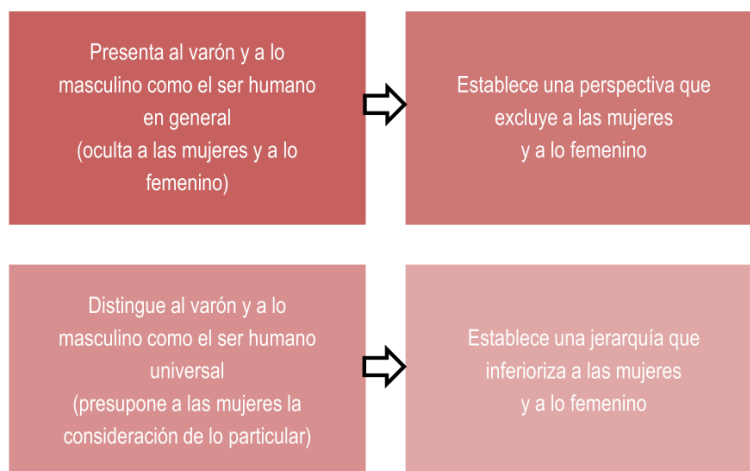 Presenta al varón y a lo
masculino como el ser humano
en general
(oculta a las mujeres y a lo
femenino)
Establece una perspectiva que
excluye a las mujeres
y a lo femenino
Distingue al varón y a lo
masculino como el ser humano
universal
(presupone a las mujeres la
consideración de lo particular)
Establece una jerarquía que
inferioriza a las mujeres
y a lo femenino